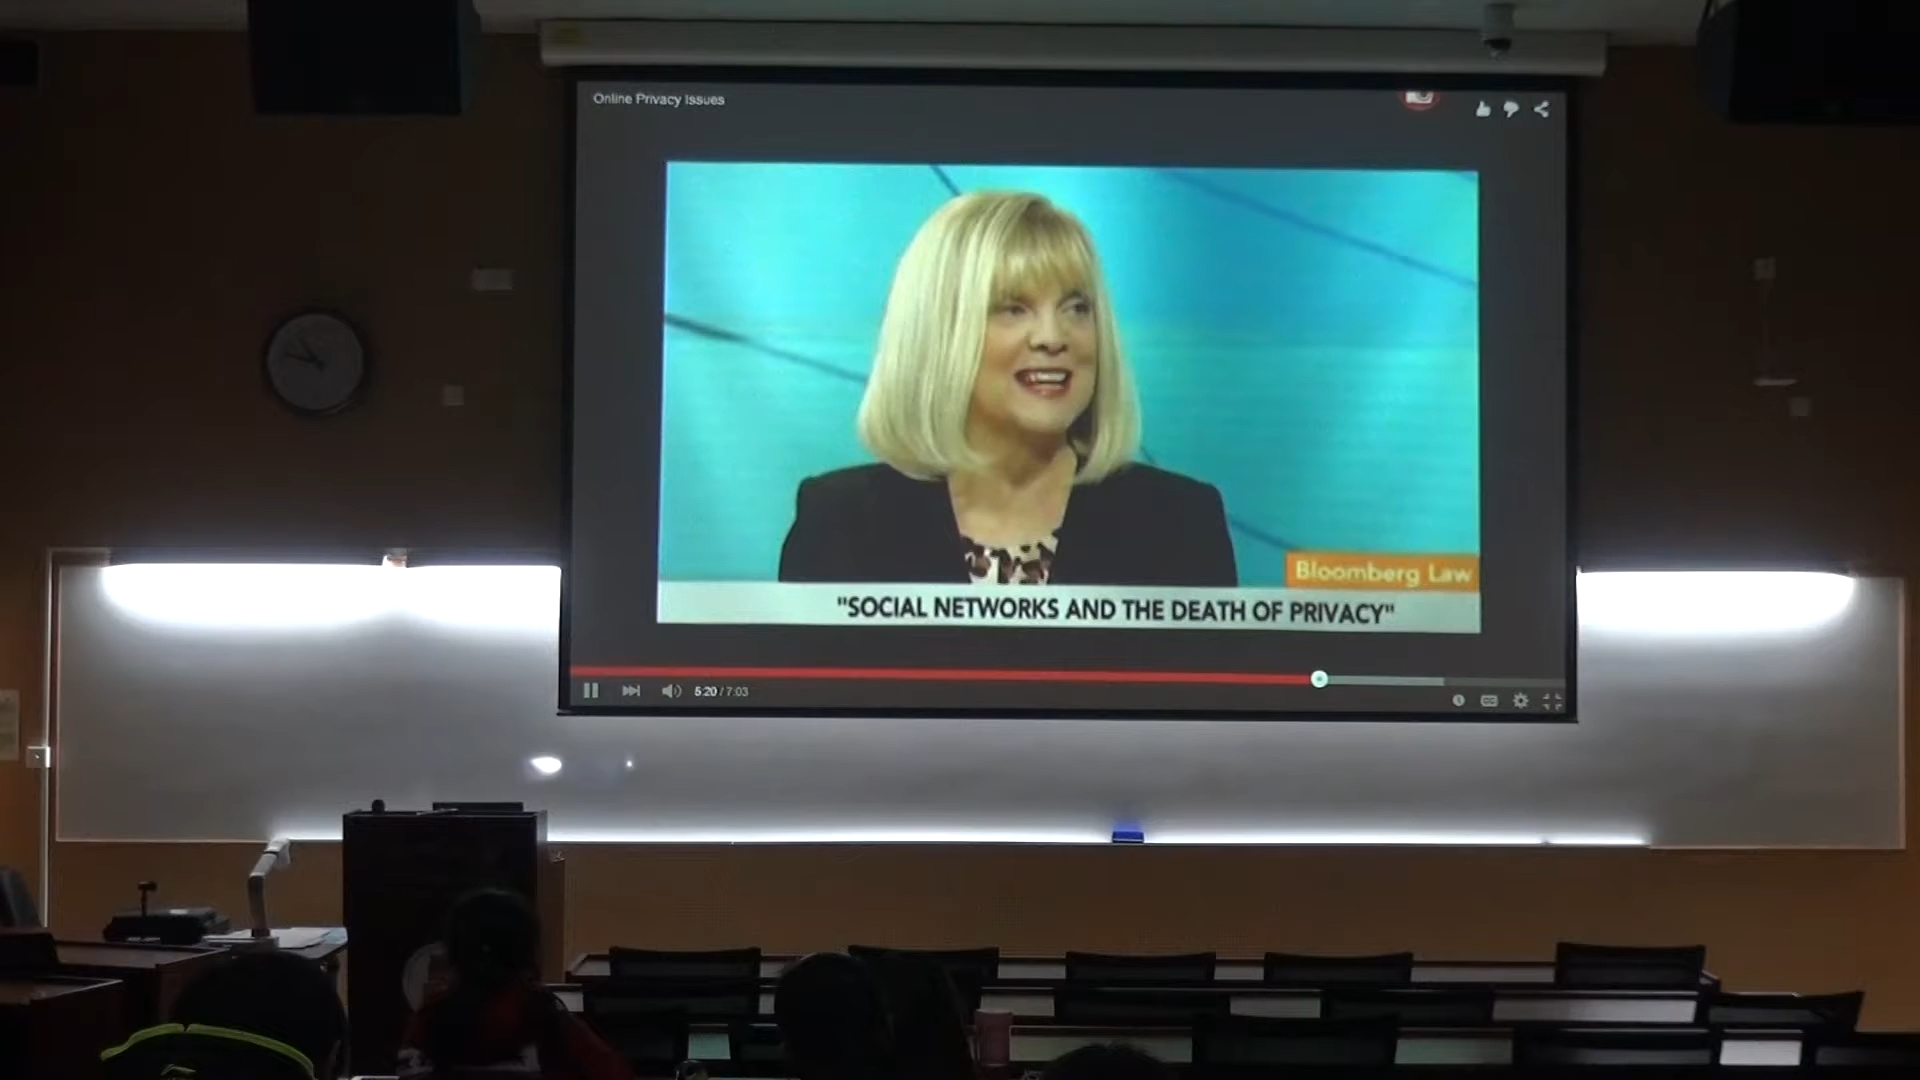 Online Privacy Issues
Bloomberg Law
"SOCIAL NETWORKS AND THE DEATH OF PRIVACY"
5:20 / 7:03